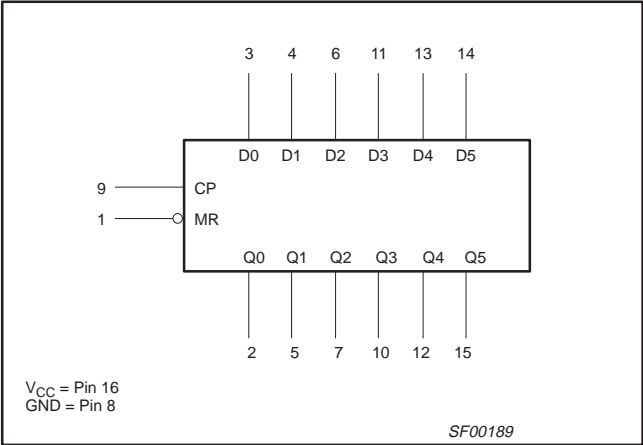 3 4 6 11 13 14
D0 D1 D2 D3 D4 D5
9 CP
1 MR
Q0 Q1 Q2 Q3 Q4 Q5
2 5 7 10 12 15
VCC = Pin 16
GND = Pin 8
SF00189